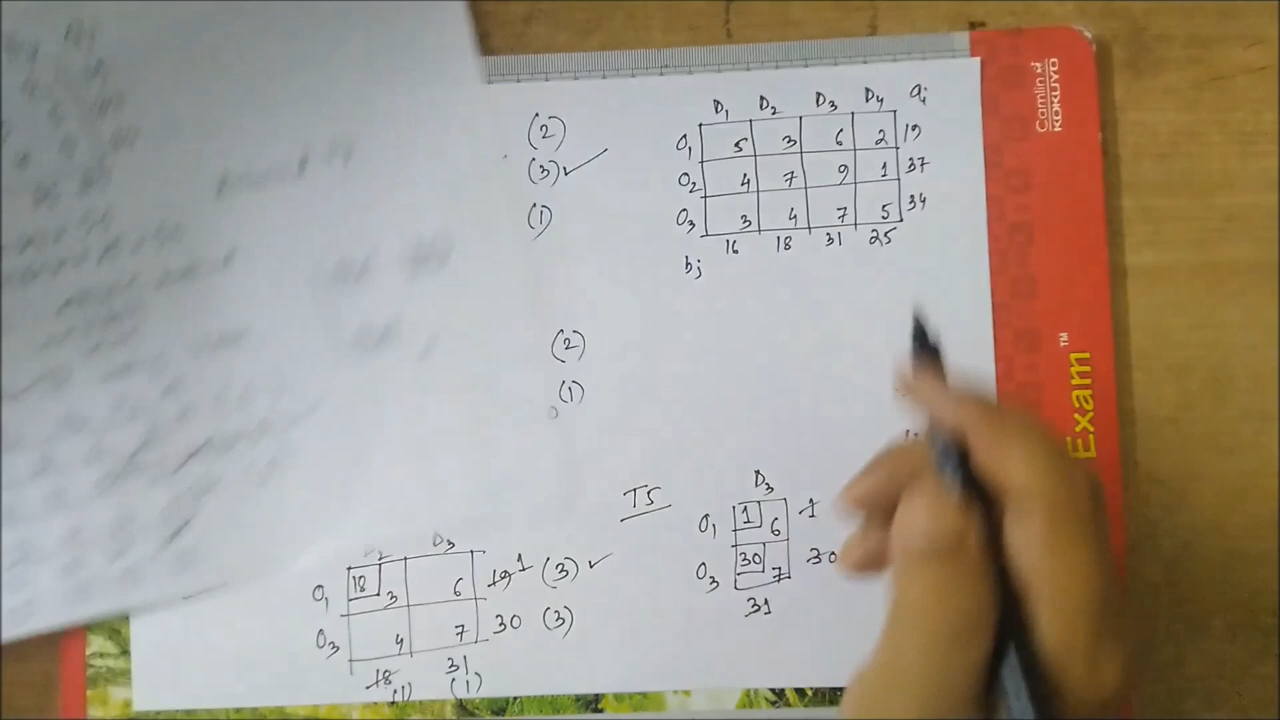 D1 D2 D3 D4 ai
(2) O1 5 3 6 2 19
(3) ✓ O2 4 7 9 1 37
(1) O3 3 4 7 5 34
bj 16 18 31 25
(2)
(1)
T5
D3
O1 1 6 1
O3 30 7 30
31
D3
O1 18 3 6 19 1 (3) ✓
O3 4 7 30 (3)
18 31
(1) (1)
Camlin
KOKUYO
Exam™